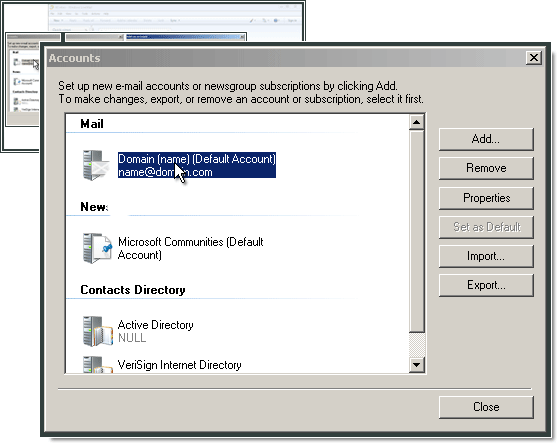 Accounts
Set up new e-mail accounts or newsgroup subscriptions by clicking Add.
To make changes, export, or remove an account or subscription, select it first.
Mail
Domain (name) (Default Account)
name@domain.com
News
Microsoft Communities (Default
Account)
Contacts Directory
Active Directory
NULL
VeriSign Internet Directory
Add...
Remove
Properties
Set as Default
Import...
Export...
Close